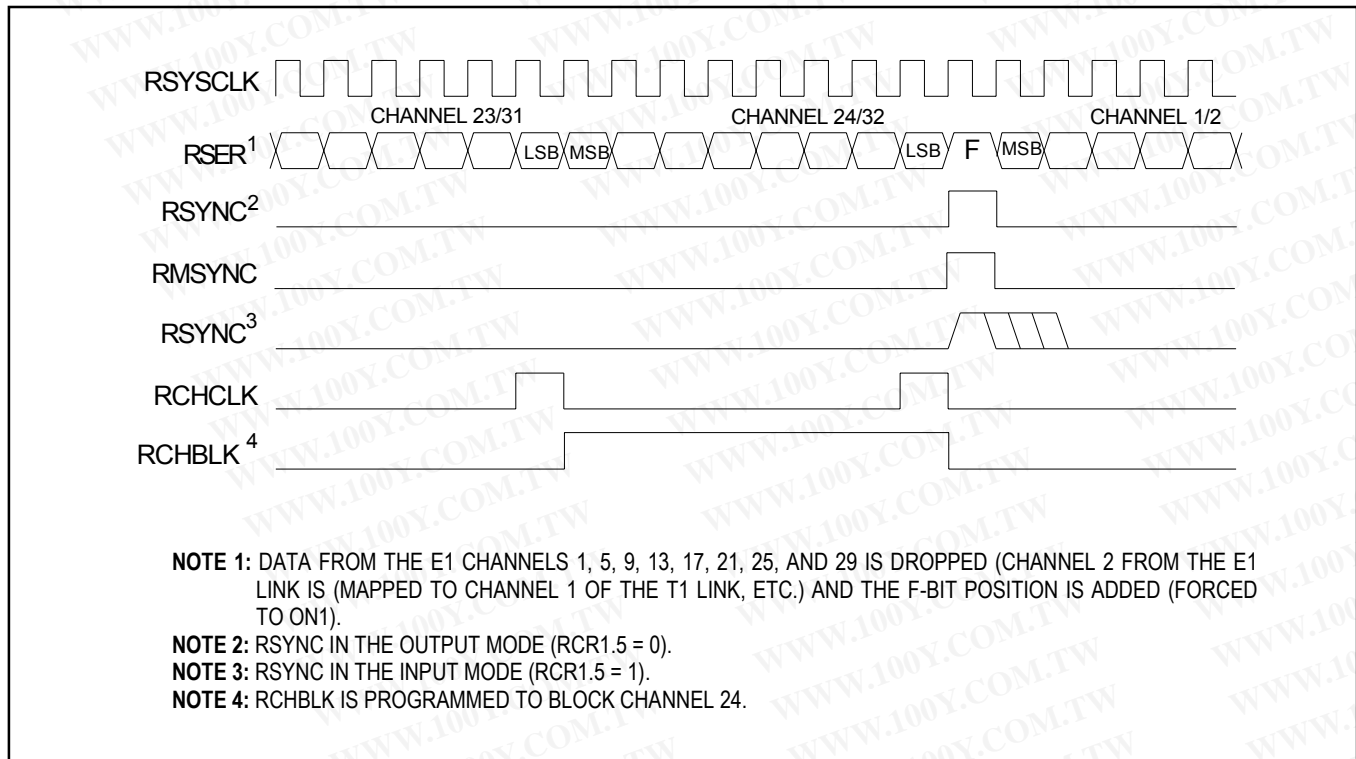 RSYSCLK
CHANNEL 23/31 CHANNEL 24/32 CHANNEL 1/2
RSER1 LSB MSB LSB F MSB
RSYNC2
RMSYNC
RSYNC3
RCHCLK
RCHBLK 4
NOTE 1: DATA FROM THE E1 CHANNELS 1, 5, 9, 13, 17, 21, 25, AND 29 IS DROPPED (CHANNEL 2 FROM THE E1
LINK IS (MAPPED TO CHANNEL 1 OF THE T1 LINK, ETC.) AND THE F-BIT POSITION IS ADDED (FORCED
TO ON1).
NOTE 2: RSYNC IN THE OUTPUT MODE (RCR1.5 = 0).
NOTE 3: RSYNC IN THE INPUT MODE (RCR1.5 = 1).
NOTE 4: RCHBLK IS PROGRAMMED TO BLOCK CHANNEL 24.
WWW.100Y.COM.TW